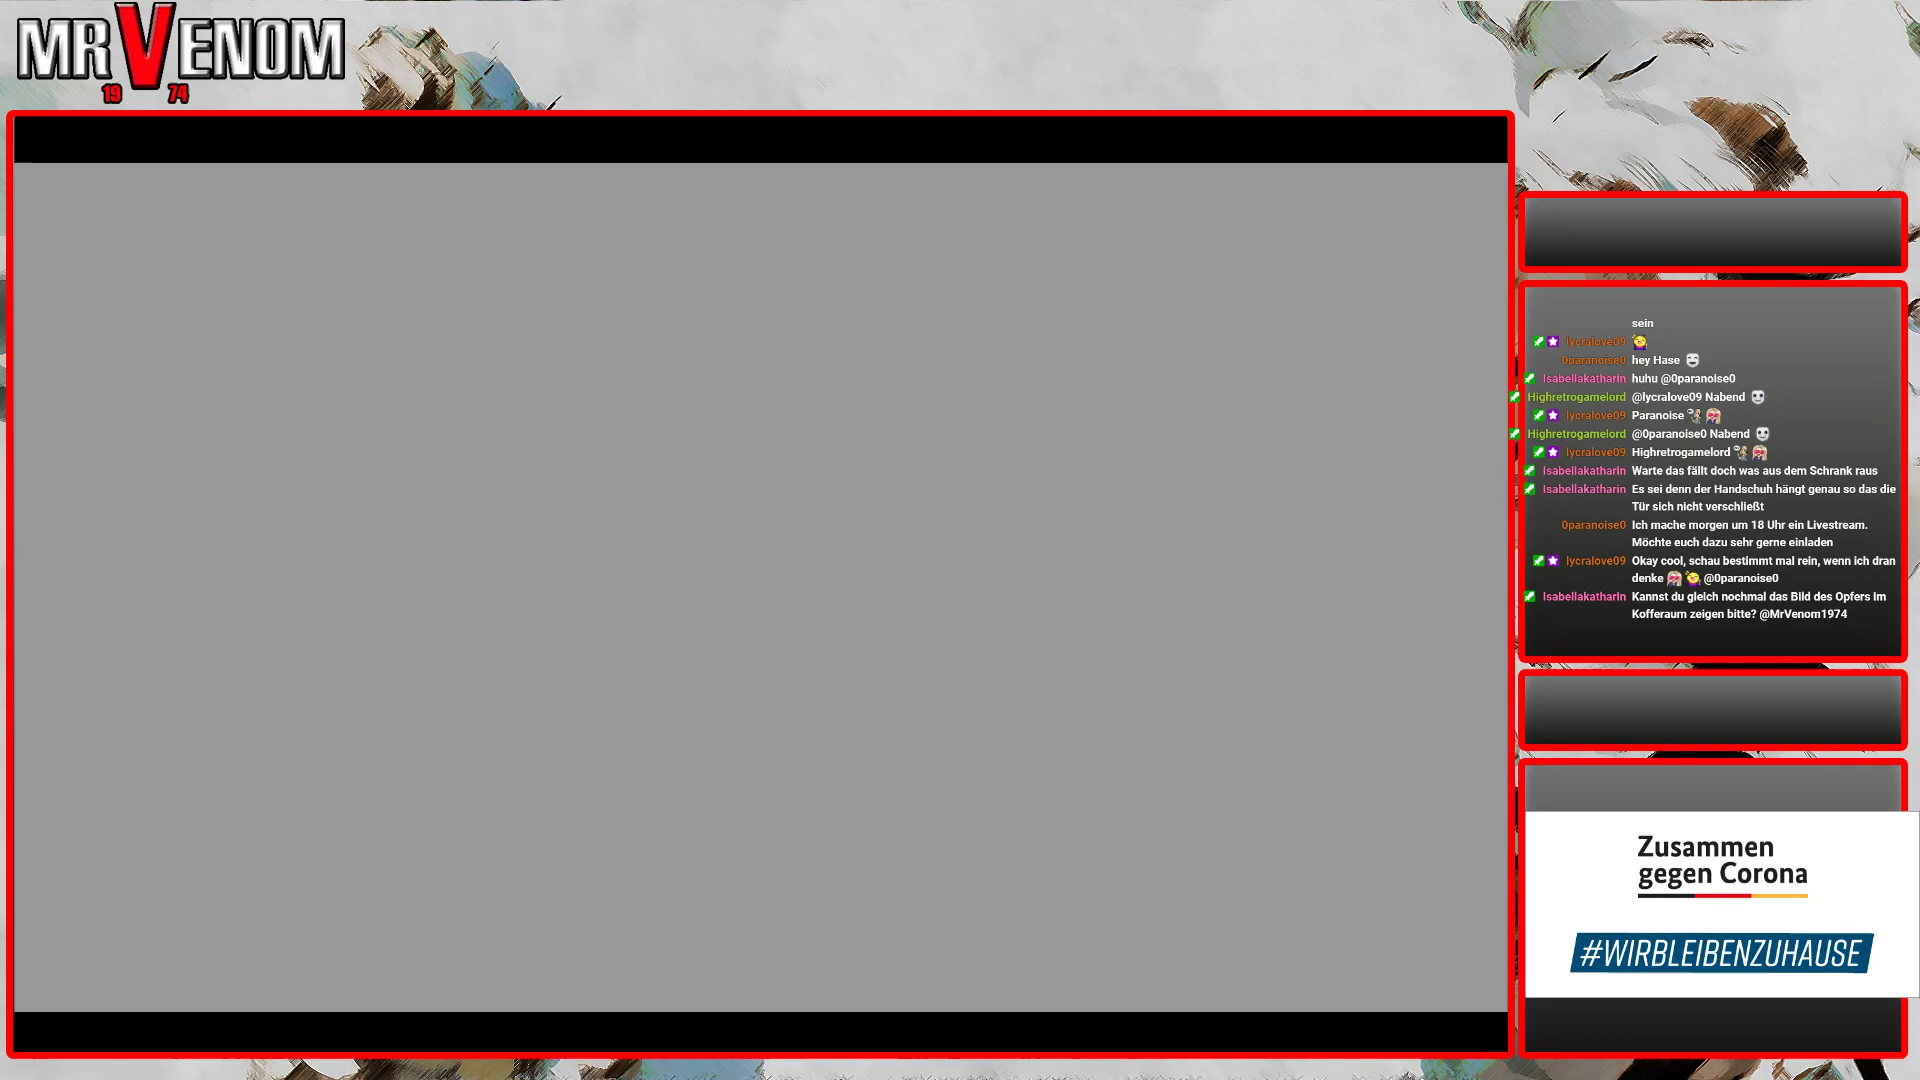 MRVENOM
1974
sein
lycralove09
0paranoise0 hey Hase
Isabellakatharin huhu @0paranoise0
Highretrogamelord @lycralove09 Nabend
lycralove09 Paranoise
Highretrogamelord @0paranoise0 Nabend
lycralove09 Highretrogamelord
Isabellakatharin Warte das fällt doch was aus dem Schrank raus
Isabellakatharin Es sei denn der Handschuh hängt genau so das die
Tür sich nicht verschließt
0paranoise0 Ich mache morgen um 18 Uhr ein Livestream.
Möchte euch dazu sehr gerne einladen
lycralove09 Okay cool, schau bestimmt mal rein, wenn ich dran
denke @0paranoise0
Isabellakatharin Kannst du gleich nochmal das Bild des Opfers im
Kofferaum zeigen bitte? @MrVenom1974
Zusammen
gegen Corona
#WIRBLEIBENZUHAUSE